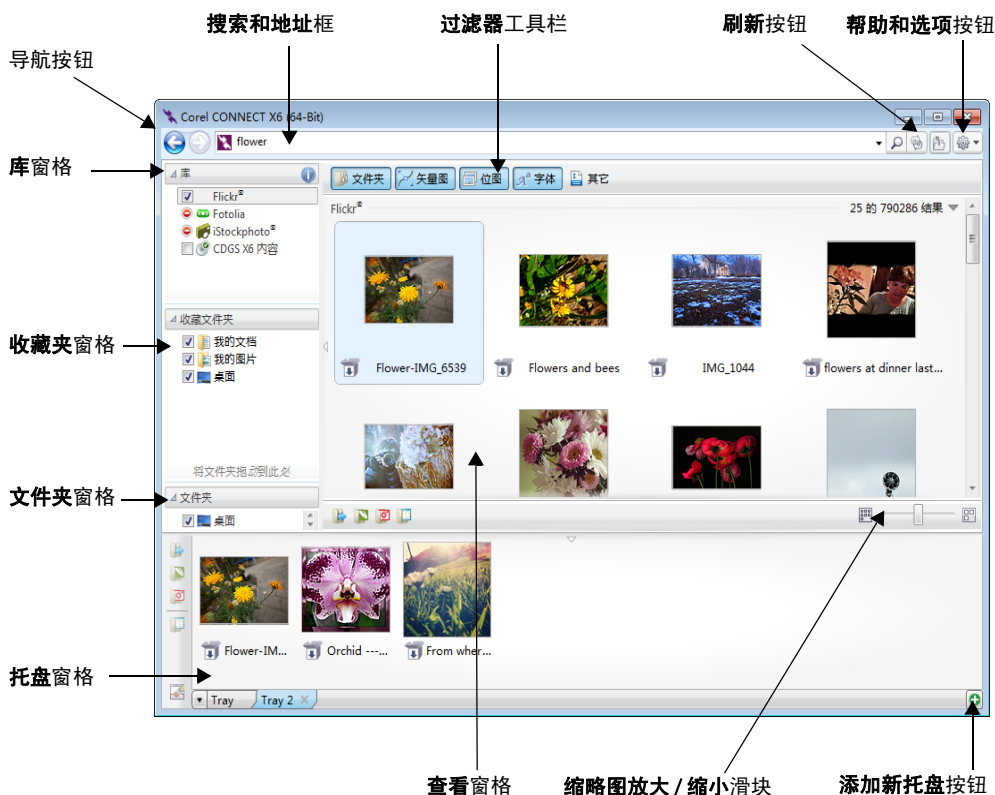 搜索和地址框
过滤器工具栏
刷新按钮
帮助和选项按钮
导航按钮
Corel CONNECT X6 (64-Bit)
flower
库窗格
库
文件夹
矢量图
位图
字体
其它
Flickr®
Fotolia
iStockphoto®
CDGS X6 内容
Flickr®
25 的 790286 结果
收藏文件夹
收藏夹窗格
我的文档
我的图片
桌面
Flower-IMG_6539
Flowers and bees
IMG_1044
flowers at dinner last...
将文件夹拖动到此处
文件夹窗格
文件夹
桌面
Flower-IM...
Orchid ---...
From wher...
托盘窗格
Tray
Tray 2
查看窗格
缩略图放大 / 缩小滑块
添加新托盘按钮